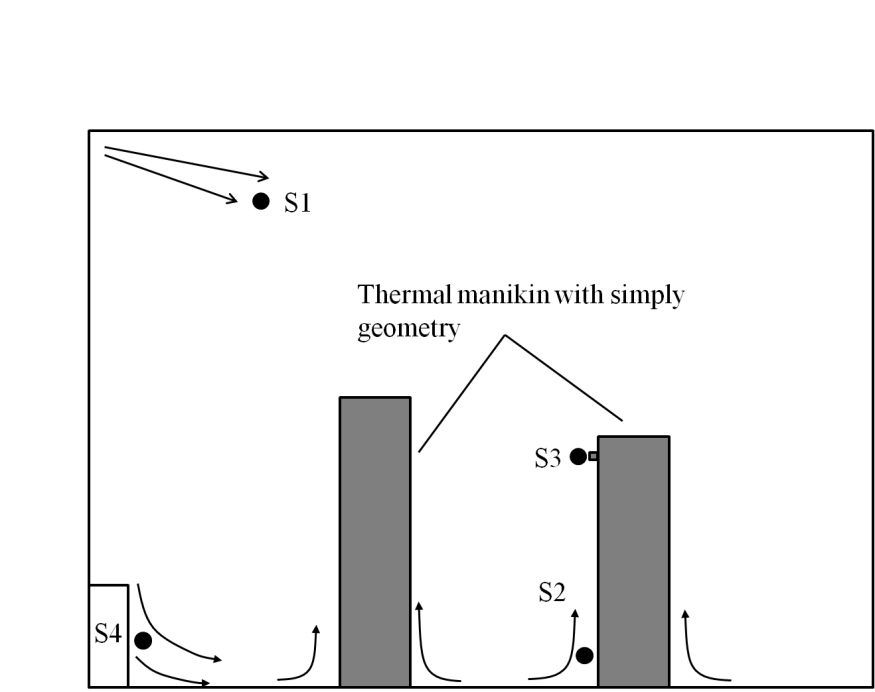 S1
Thermal manikin with simply
geometry
S3
S2
S4